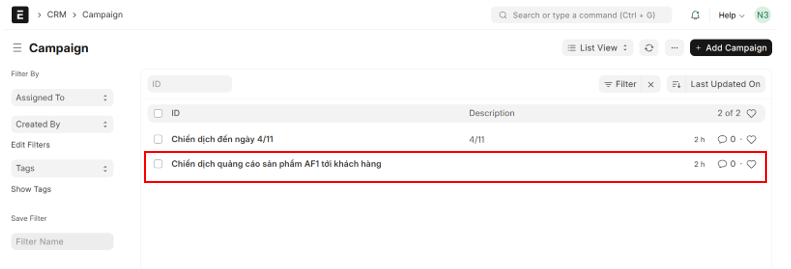 E CRM Campaign Search or type a command (Ctrl + G) Help N3
Campaign List View + Add Campaign
Filter By
Assigned To
Created By
Edit Filters
Tags
Show Tags
Save Filter
Filter Name
ID Filter Last Updated On
ID Description 2 of 2
Chiến dịch đến ngày 4/11 4/11 2 h 0 ·
Chiến dịch quảng cáo sản phẩm AF1 tới khách hàng 2 h 0 ·